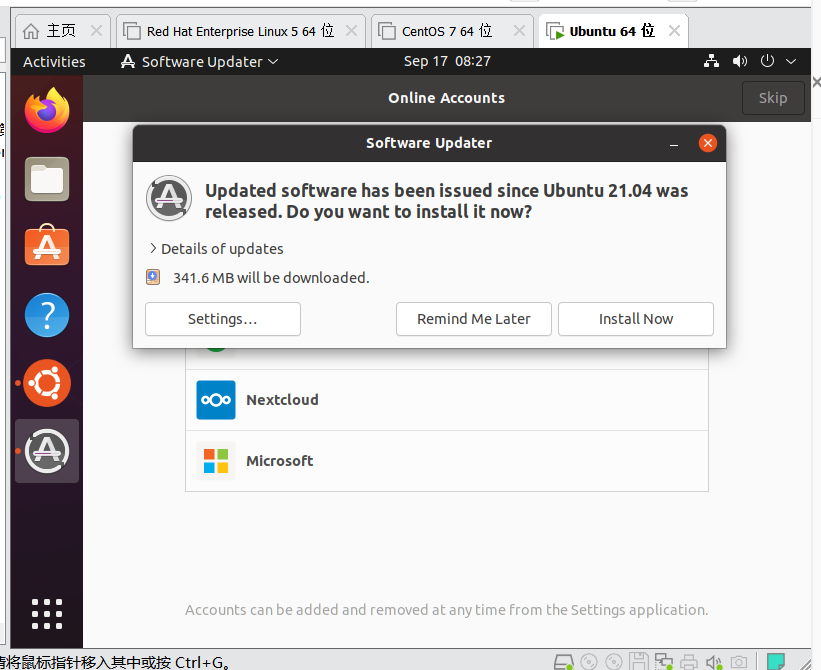 主页
Red Hat Enterprise Linux 5 64 位
CentOS 7 64 位
Ubuntu 64 位
Activities
Software Updater
Sep 17 08:27
Online Accounts
Skip
Software Updater
Updated software has been issued since Ubuntu 21.04 was
released. Do you want to install it now?
Details of updates
341.6 MB will be downloaded.
Settings…
Remind Me Later
Install Now
Nextcloud
Microsoft
Accounts can be added and removed at any time from the Settings application.
将鼠标指针移入其中或按 Ctrl+G。